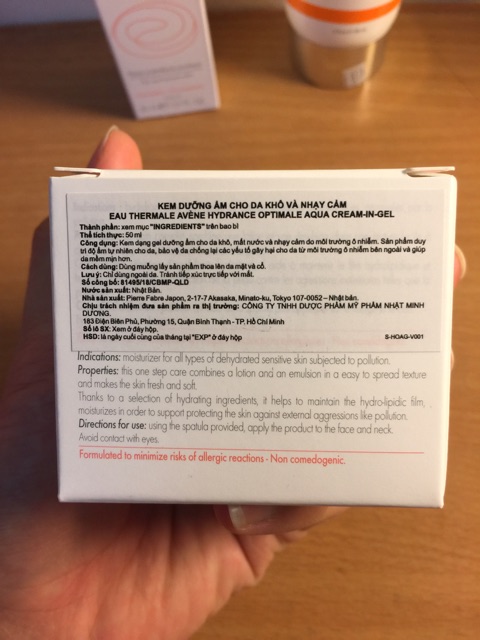 KEM DƯỠNG ẨM CHO DA KHÔ VÀ NHẠY CẢM
EAU THERMALE AVÈNE HYDRANCE OPTIMALE AQUA CREAM-IN-GEL
Thành phần: xem mục "INGREDIENTS" trên bao bì
Thể tích thực: 50 ml
Công dụng: Kem dạng gel dưỡng ẩm cho da khô, mất nước và nhạy cảm do môi trường ô nhiễm. Sản phẩm duy
trì độ ẩm tự nhiên cho da, bảo vệ da chống lại các yếu tố gây hại cho da từ môi trường ô nhiễm bên ngoài và giúp
da mềm mịn hơn.
Cách dùng: Dùng muỗng lấy sản phẩm thoa lên da mặt và cổ.
Lưu ý: Chỉ dùng ngoài da. Tránh tiếp xúc trực tiếp với mắt.
Số công bố: 81495/18/CBMP-QLD
Nước sản xuất: Nhật Bản.
Nhà sản xuất: Pierre Fabre Japon, 2-17-7 Akasaka, Minato-ku, Tokyo 107-0052 – Nhật bản.
Chịu trách nhiệm đưa sản phẩm ra thị trường: CÔNG TY TNHH DƯỢC PHẨM MỸ PHẨM NHẬT MINH
DƯƠNG.
183 Điện Biên Phủ, Phường 15, Quận Bình Thạnh - TP. Hồ Chí Minh
Số lô SX: Xem ở đáy hộp.
HSD: là ngày cuối cùng của tháng tại "EXP" ở đáy hộp S-HOAG-V001
Indications: moisturizer for all types of dehydrated sensitive skin subjected to pollution.
Properties: this one step care combines a lotion and an emulsion in a easy to spread texture
and makes the skin fresh and soft.
Thanks to a selection of hydrating ingredients, it helps to maintain the hydro-lipidic film,
moisturizes in order to support protecting the skin against external aggressions like pollution.
Directions for use: using the spatula provided, apply the product to the face and neck.
Avoid contact with eyes.
Formulated to minimize risks of allergic reactions - Non comedogenic.